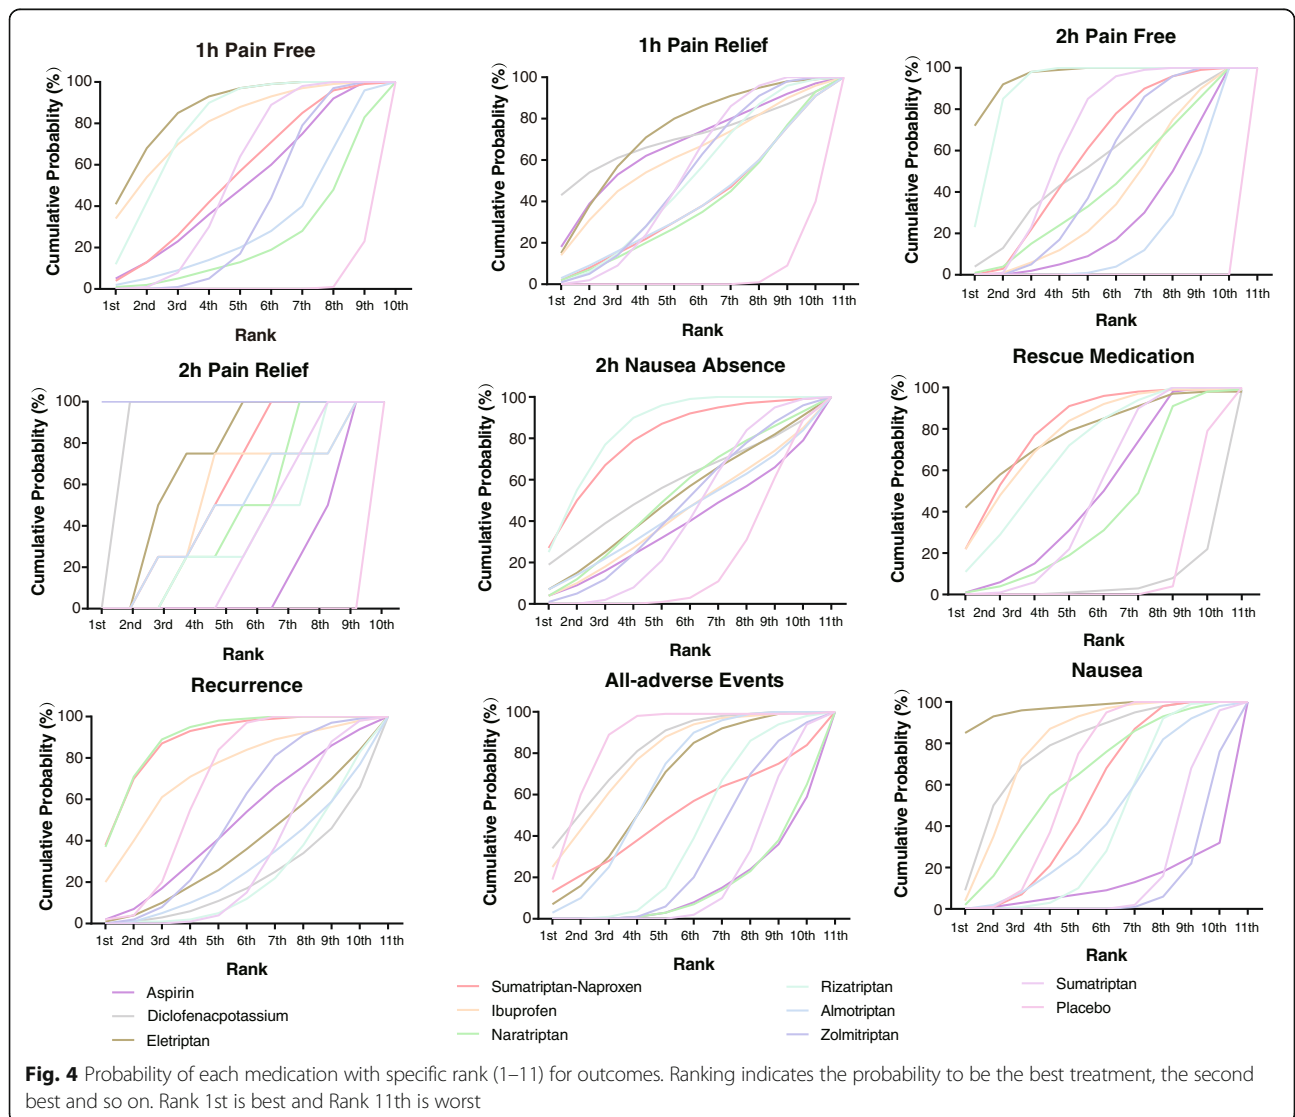 1h Pain Free
Cumulative Probability (%)
100
80
60
40
20
0
1st 2nd 3rd 4th 5th 6th 7th 8th 9th 10th
Rank
1h Pain Relief
Cumulative Probability (%)
100
80
60
40
20
0
1st 2nd 3rd 4th 5th 6th 7th 8th 9th 10th 11th
Rank
2h Pain Free
Cumulative Probability (%)
100
80
60
40
20
0
1st 2nd 3rd 4th 5th 6th 7th 8th 9th 10th 11th
Rank
2h Pain Relief
Cumulative Probablity (%)
100
80
60
40
20
0
1st 2nd 3rd 4th 5th 6th 7th 8th 9th 10th
Rank
2h Nausea Absence
Cumulative Probability (%)
100
80
60
40
20
0
1st 2nd 3rd 4th 5th 6th 7th 8th 9th 10th 11th
Rank
Rescue Medication
Cumulative Probability (%)
100
80
60
40
20
0
1st 2nd 3rd 4th 5th 6th 7th 8th 9th 10th 11th
Rank
Recurrence
Cumulative Probability (%)
100
80
60
40
20
0
1st 2nd 3rd 4th 5th 6th 7th 8th 9th 10th 11th
Rank
All-adverse Events
Cumulative Probability (%)
100
80
60
40
20
0
1st 2nd 3rd 4th 5th 6th 7th 8th 9th 10th 11th
Rank
Nausea
Cumulative Probability (%)
100
80
60
40
20
0
1st 2nd 3rd 4th 5th 6th 7th 8th 9th 10th 11th
Rank
Aspirin
Diclofenacpotassium
Eletriptan
Sumatriptan-Naproxen
Ibuprofen
Naratriptan
Rizatriptan
Almotriptan
Zolmitriptan
Sumatriptan
Placebo
Fig. 4 Probability of each medication with specific rank (1–11) for outcomes. Ranking indicates the probability to be the best treatment, the second
best and so on. Rank 1st is best and Rank 11th is worst